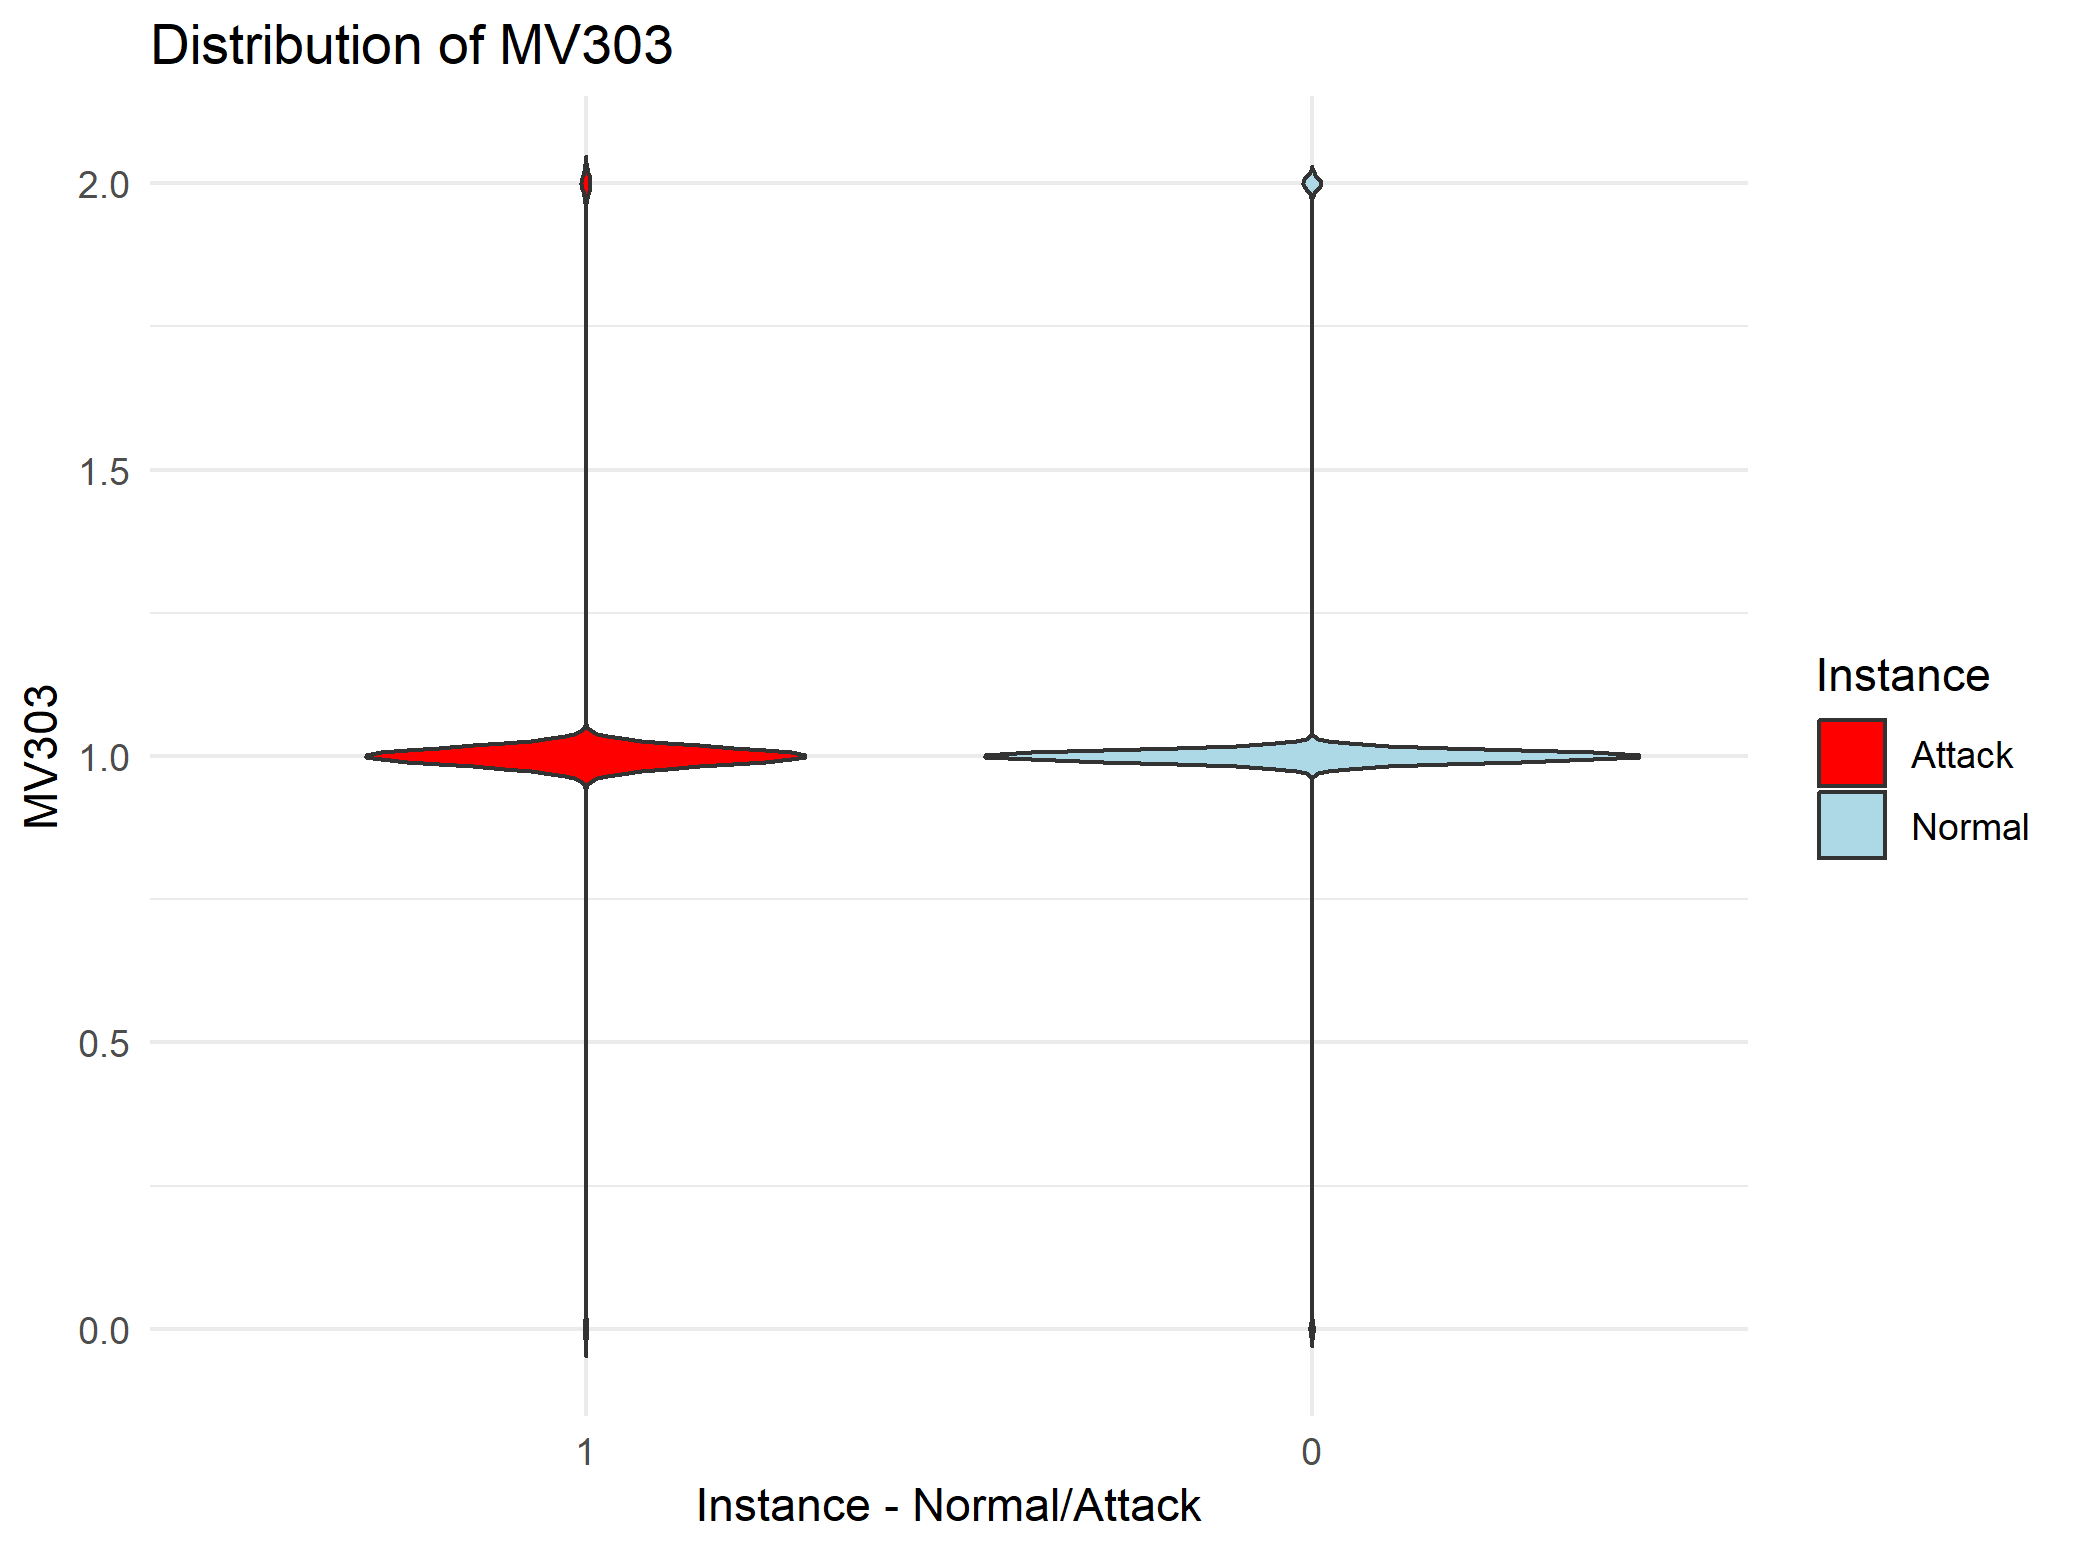 Distribution of MV303
2.0
1.5
1.0
0.5
0.0
MV303
1
0
Instance - Normal/Attack
Instance
Attack
Normal